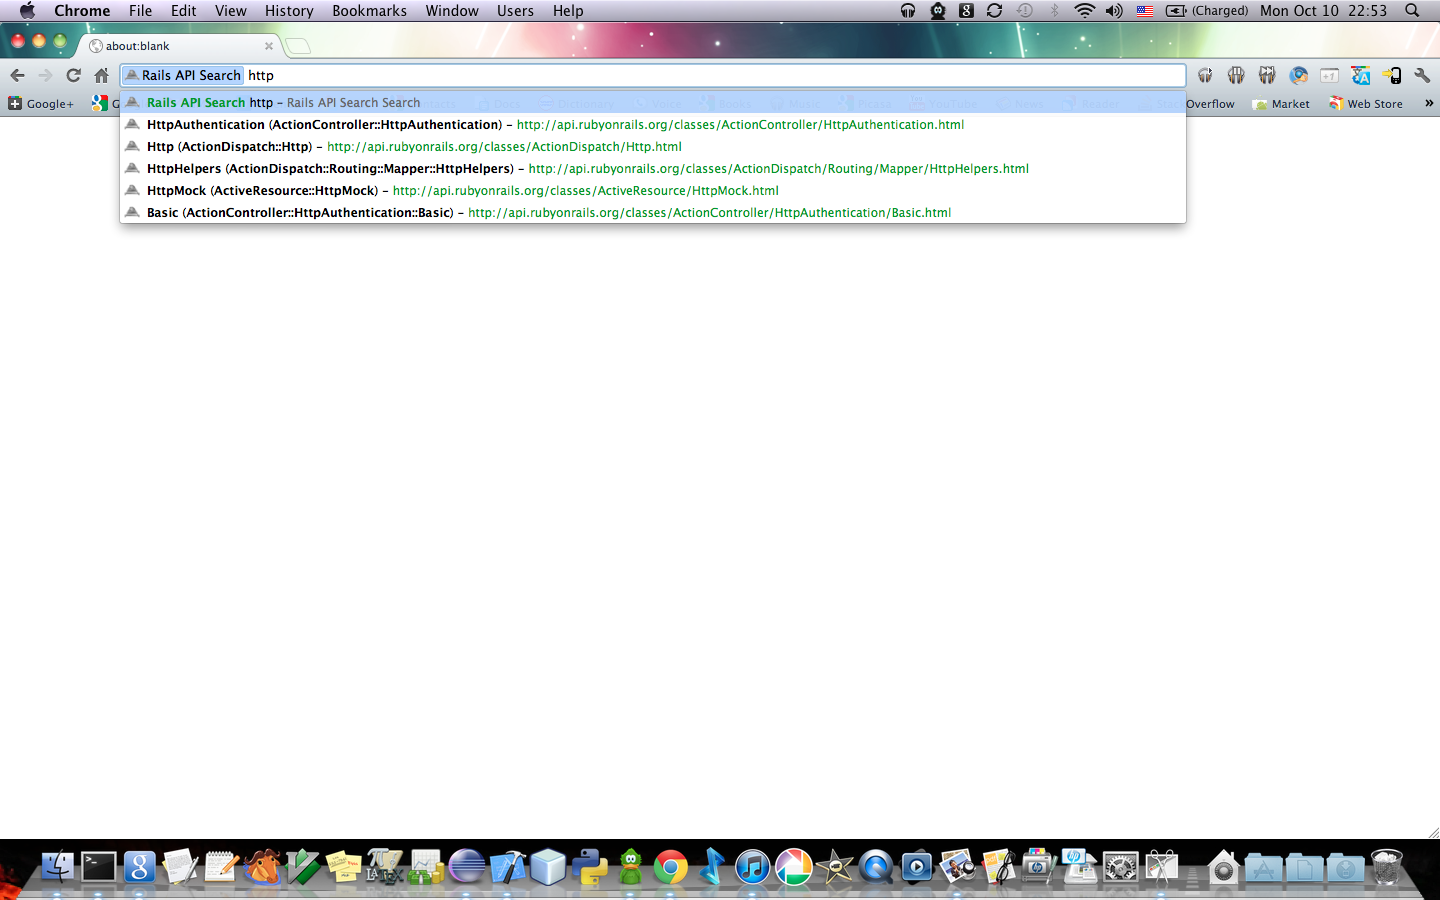 Chrome File Edit View History Bookmarks Window Users Help (Charged) Mon Oct 10 22:53
about:blank
Rails API Search http
Google+ Overflow Market Web Store »
Rails API Search http – Rails API Search Search
HttpAuthentication (ActionController::HttpAuthentication) – http://api.rubyonrails.org/classes/ActionController/HttpAuthentication.html
Http (ActionDispatch::Http) – http://api.rubyonrails.org/classes/ActionDispatch/Http.html
HttpHelpers (ActionDispatch::Routing::Mapper::HttpHelpers) – http://api.rubyonrails.org/classes/ActionDispatch/Routing/Mapper/HttpHelpers.html
HttpMock (ActiveResource::HttpMock) – http://api.rubyonrails.org/classes/ActiveResource/HttpMock.html
Basic (ActionController::HttpAuthentication::Basic) – http://api.rubyonrails.org/classes/ActionController/HttpAuthentication/Basic.html